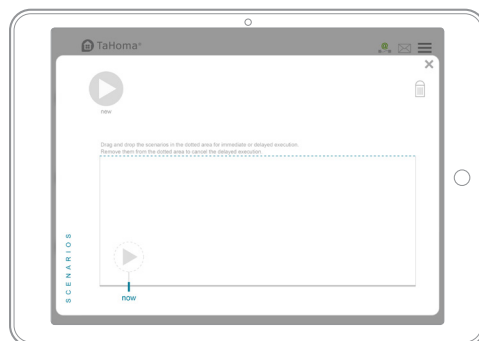 TaHoma®
new
Drag and drop the scenarios in the dotted area for immediate or delayed execution.
Remove them from the dotted area to cancel the delayed execution
SCENARIOS
now